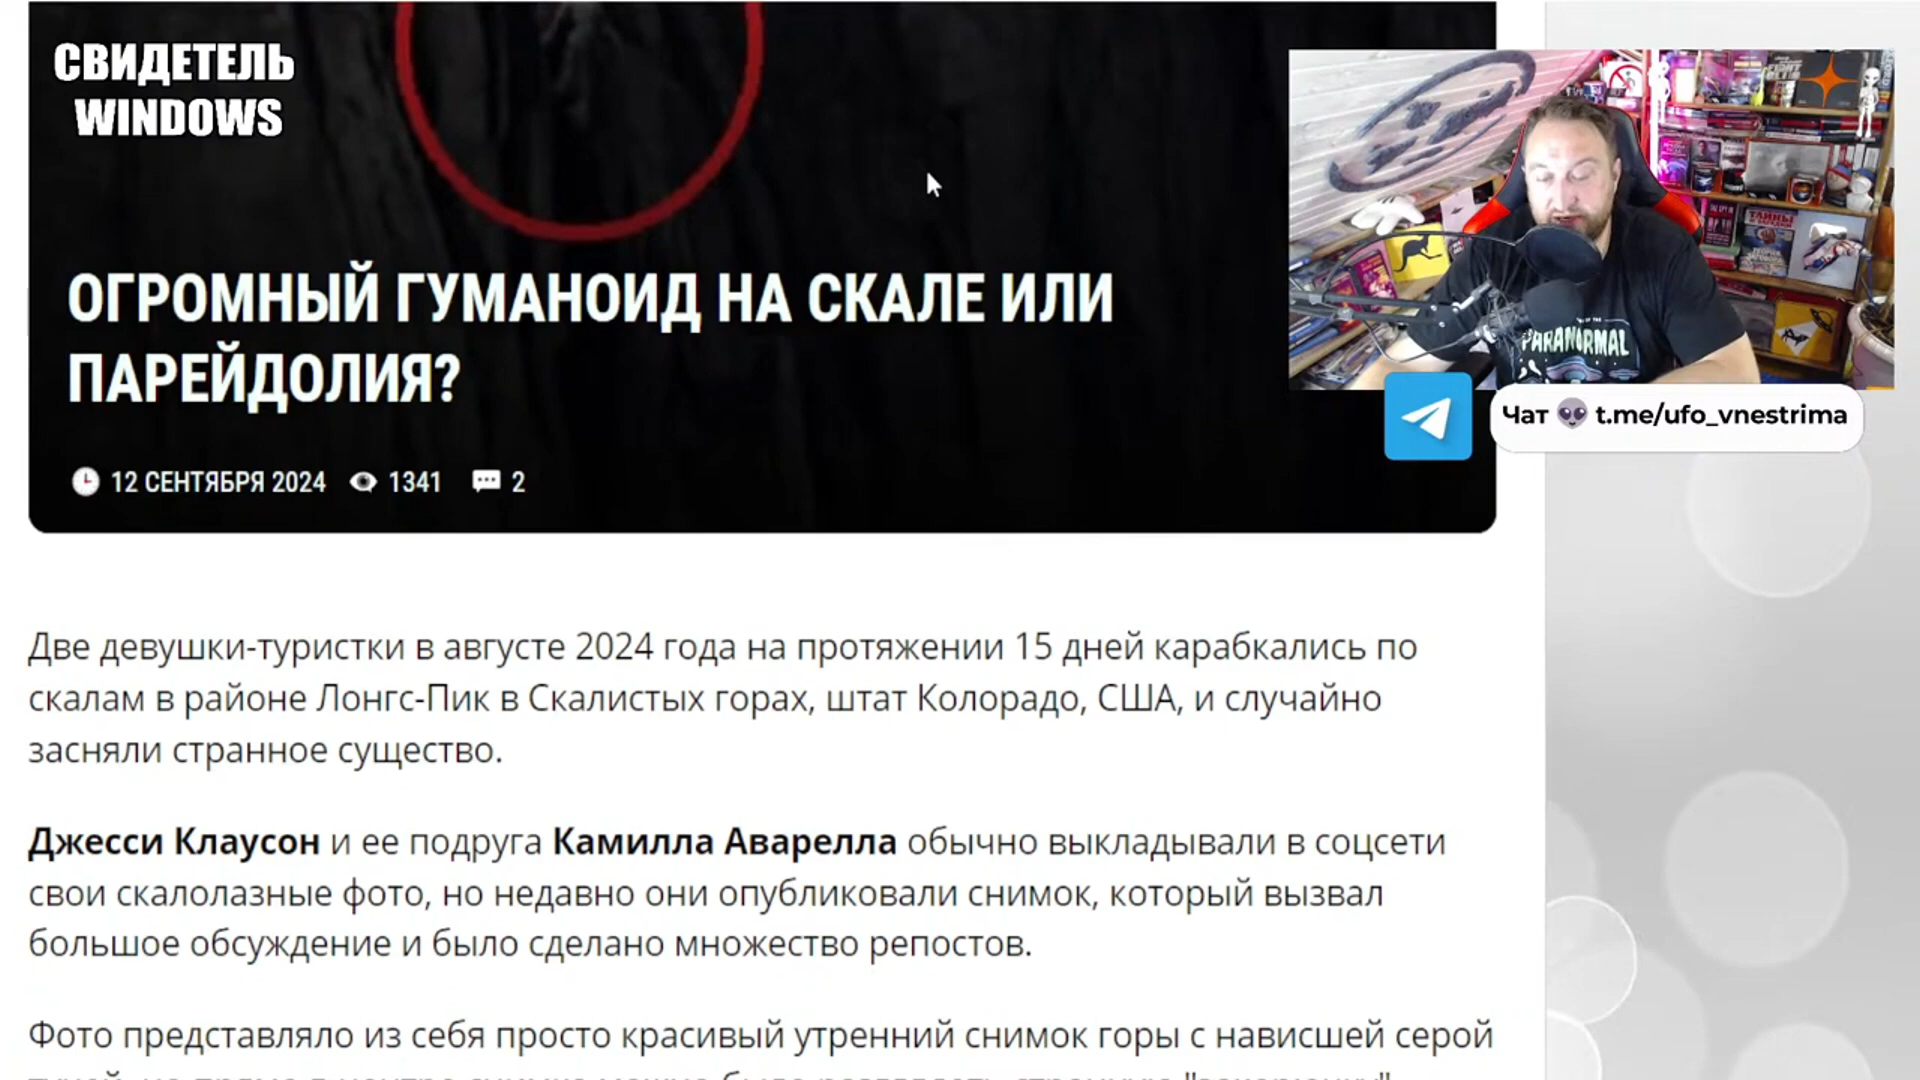 СВИДЕТЕЛЬ
WINDOWS
ОГРОМНЫЙ ГУМАНОИД НА СКАЛЕ ИЛИ
ПАРЕЙДОЛИЯ?
12 СЕНТЯБРЯ 2024 1341 2
PARANORMAL
Чат 👽 t.me/ufo_vnestrima
Две девушки-туристки в августе 2024 года на протяжении 15 дней карабкались по
скалам в районе Лонгс-Пик в Скалистых горах, штат Колорадо, США, и случайно
засняли странное существо.
Джесси Клаусон и ее подруга Камилла Аварелла обычно выкладывали в соцсети
свои скалолазные фото, но недавно они опубликовали снимок, который вызвал
большое обсуждение и было сделано множество репостов.
Фото представляло из себя просто красивый утренний снимок горы с нависшей серой